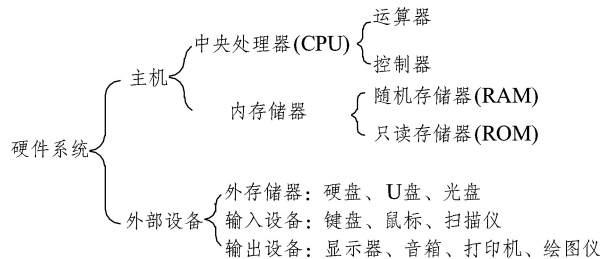 运算器
中央处理器(CPU)
控制器
主机
随机存储器(RAM)
内存储器
只读存储器(ROM)
硬件系统
外存储器：硬盘、U盘、光盘
外部设备
输入设备：键盘、鼠标、扫描仪
输出设备：显示器、音箱、打印机、绘图仪